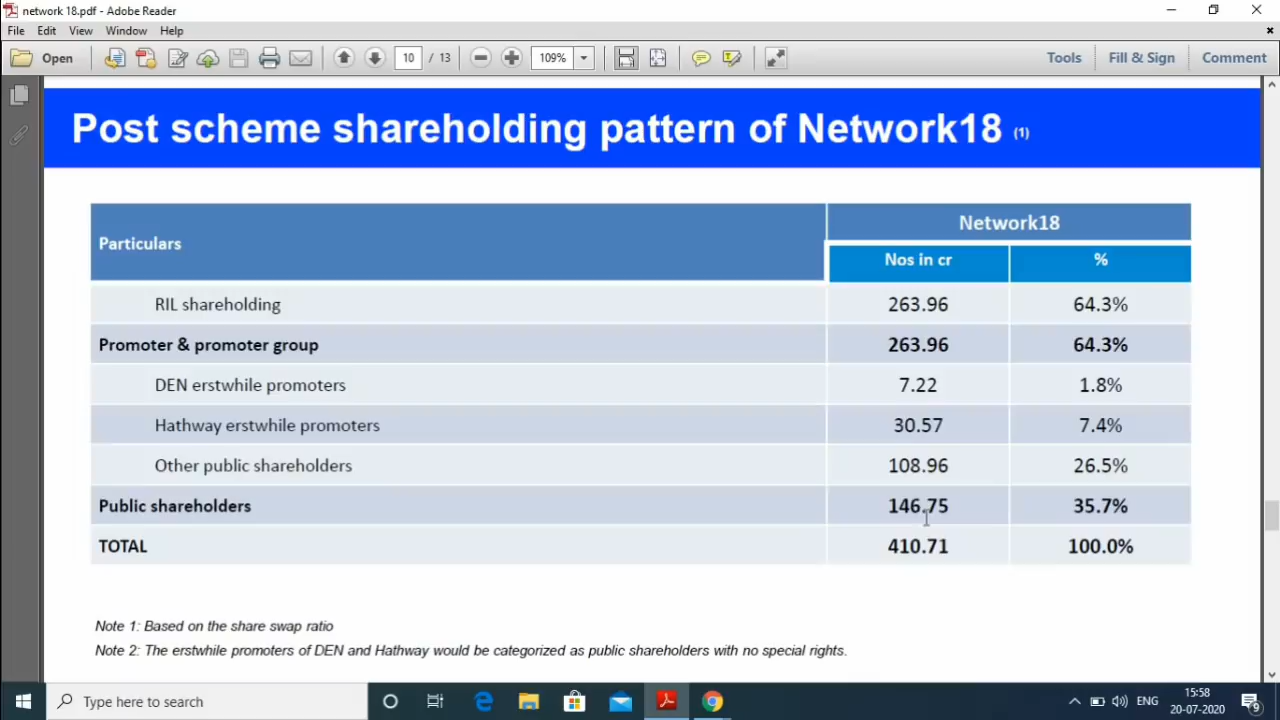 network 18.pdf - Adobe Reader
File Edit View Window Help
Open 10 / 13 109% Tools Fill & Sign Comment
Post scheme shareholding pattern of Network18 (1)
Particulars Network18
Nos in cr %
RIL shareholding 263.96 64.3%
Promoter & promoter group 263.96 64.3%
DEN erstwhile promoters 7.22 1.8%
Hathway erstwhile promoters 30.57 7.4%
Other public shareholders 108.96 26.5%
Public shareholders 146.75 35.7%
TOTAL 410.71 100.0%
Note 1: Based on the share swap ratio
Note 2: The erstwhile promoters of DEN and Hathway would be categorized as public shareholders with no special rights.
Type here to search ENG 15:58
20-07-2020 9